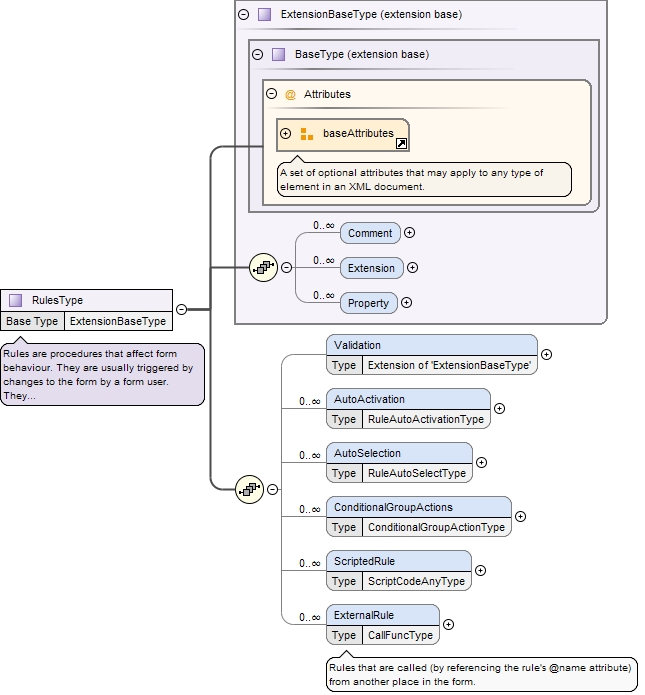 ExtensionBaseType (extension base)
BaseType (extension base)
@ Attributes
baseAttributes
A set of optional attributes that may apply to any type of
element in an XML document.
0..∞
Comment
0..∞
Extension
0..∞
Property
RulesType
Base Type ExtensionBaseType
Rules are procedures that affect form
behaviour. They are usually triggered by
changes to the form by a form user.
They...
Validation
Type Extension of 'ExtensionBaseType'
0..∞
AutoActivation
Type RuleAutoActivationType
0..∞
AutoSelection
Type RuleAutoSelectType
0..∞
ConditionalGroupActions
Type ConditionalGroupActionType
0..∞
ScriptedRule
Type ScriptCodeAnyType
0..∞
ExternalRule
Type CallFuncType
Rules that are called (by referencing the rule's @name attribute)
from another place in the form.